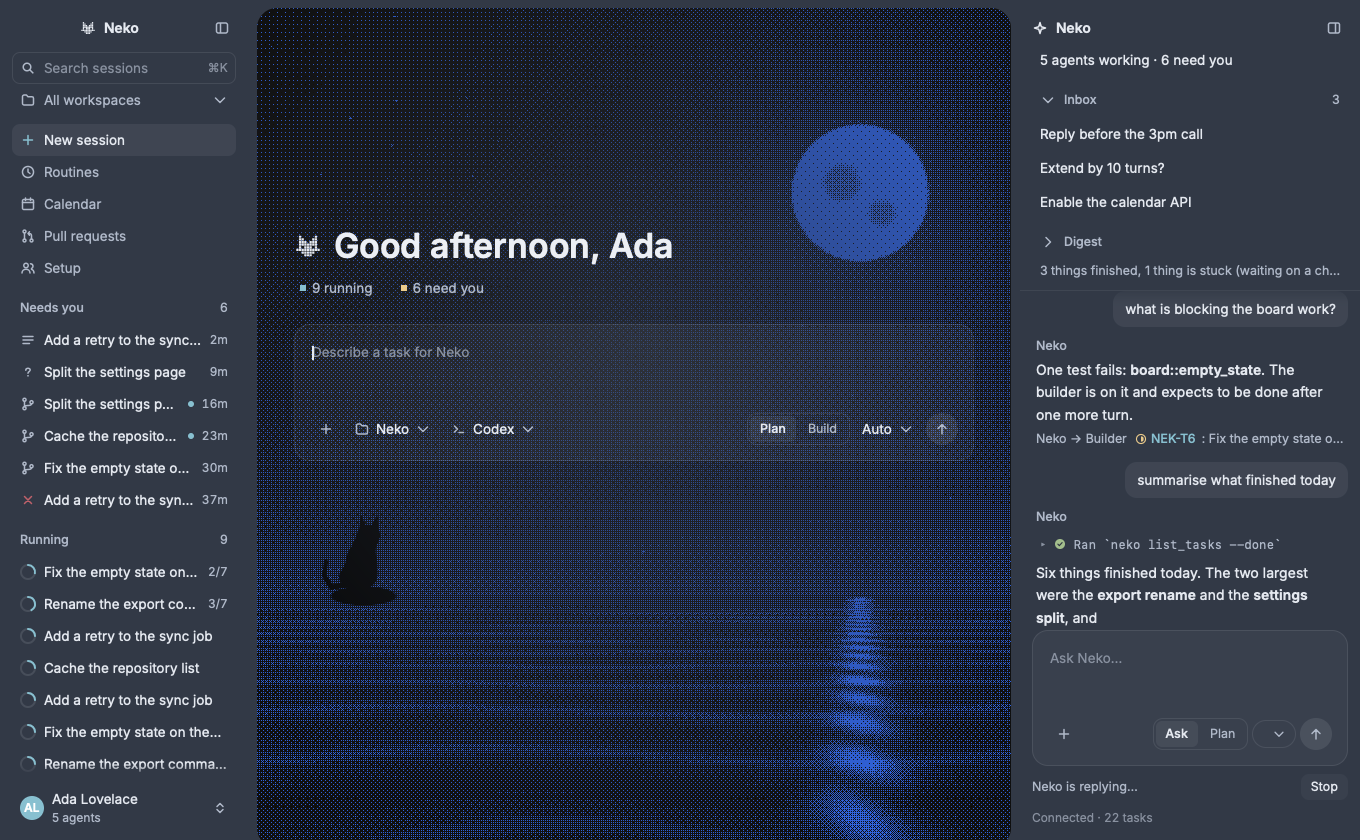 Neko
Search sessions ⌘K
All workspaces
New session
Routines
Calendar
Pull requests
Setup
Needs you 6
Add a retry to the sync... 2m
Split the settings page 9m
Split the settings p... 16m
Cache the reposito... 23m
Fix the empty state o... 30m
Add a retry to the syn... 37m
Running 9
Fix the empty state on... 2/7
Rename the export co... 3/7
Add a retry to the sync job
Cache the repository list
Add a retry to the sync job
Fix the empty state on the...
Rename the export comma...
AL Ada Lovelace
5 agents
Good afternoon, Ada
9 running 6 need you
Describe a task for Neko
Neko Codex Plan Build Auto
Neko
5 agents working · 6 need you
Inbox 3
Reply before the 3pm call
Extend by 10 turns?
Enable the calendar API
Digest
3 things finished, 1 thing is stuck (waiting on a ch...
what is blocking the board work?
Neko
One test fails: board::empty_state. The
builder is on it and expects to be done after
one more turn.
Neko → Builder NEK-T6 : Fix the empty state o...
summarise what finished today
Neko
Ran `neko list_tasks --done`
Six things finished today. The two largest
were the export rename and the settings
split, and
Ask Neko...
Ask Plan
Neko is replying... Stop
Connected · 22 tasks